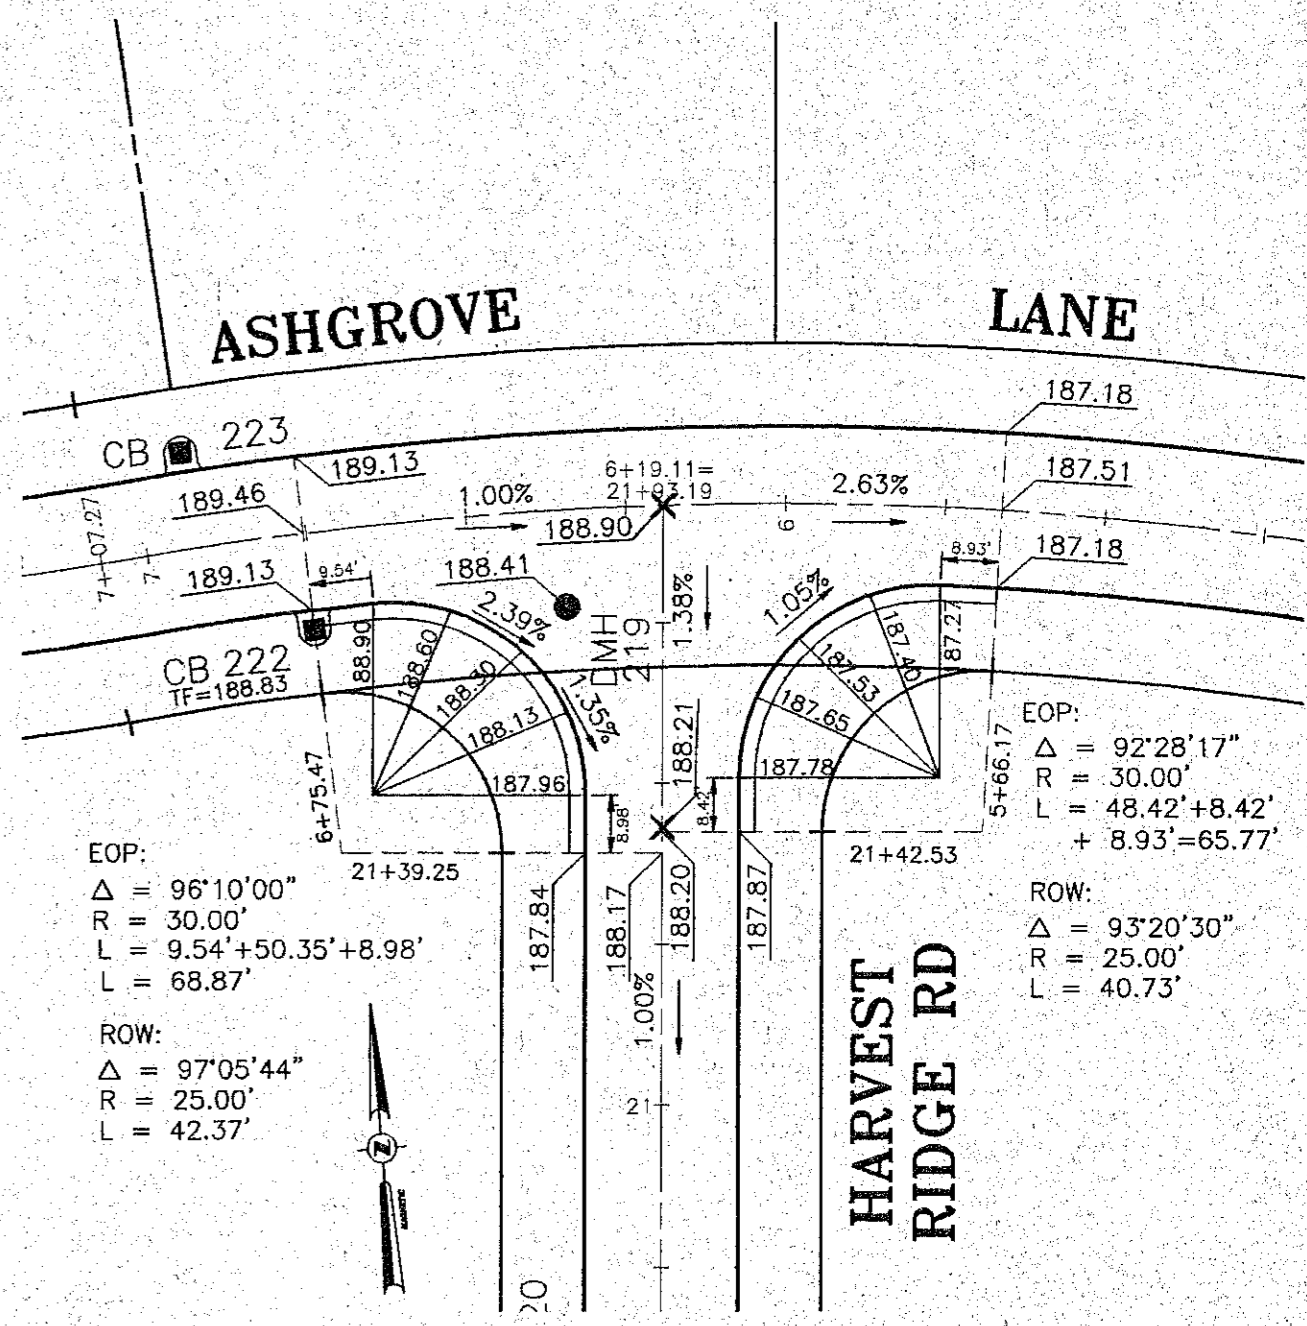 ASHGROVE
LANE
CB 223
187.18
189.13
189.46
1.00%
6+19.11=
21+93.19
2.63%
187.51
188.90
6
7+07.27
7
189.13
9.54'
188.41
8.93'
187.18
2.39%
1.38%
1.05%
DMH
219
CB 222
TF=188.83
188.90
188.60
188.30
188.13
187.96
1.35%
188.21
187.27
187.40
187.53
187.65
187.78
8.42'
8.98'
6+75.47
5+66.17
EOP:
Δ = 92°28'17"
R = 30.00'
L = 48.42'+8.42'
+ 8.93'=65.77'
21+39.25
21+42.53
187.84
188.17
188.20
187.87
EOP:
Δ = 96°10'00"
R = 30.00'
L = 9.54'+50.35'+8.98'
L = 68.87'
ROW:
Δ = 93°20'30"
R = 25.00'
L = 40.73'
ROW:
Δ = 97°05'44"
R = 25.00'
L = 42.37'
1.00%
21
HARVEST
RIDGE RD
Z
20